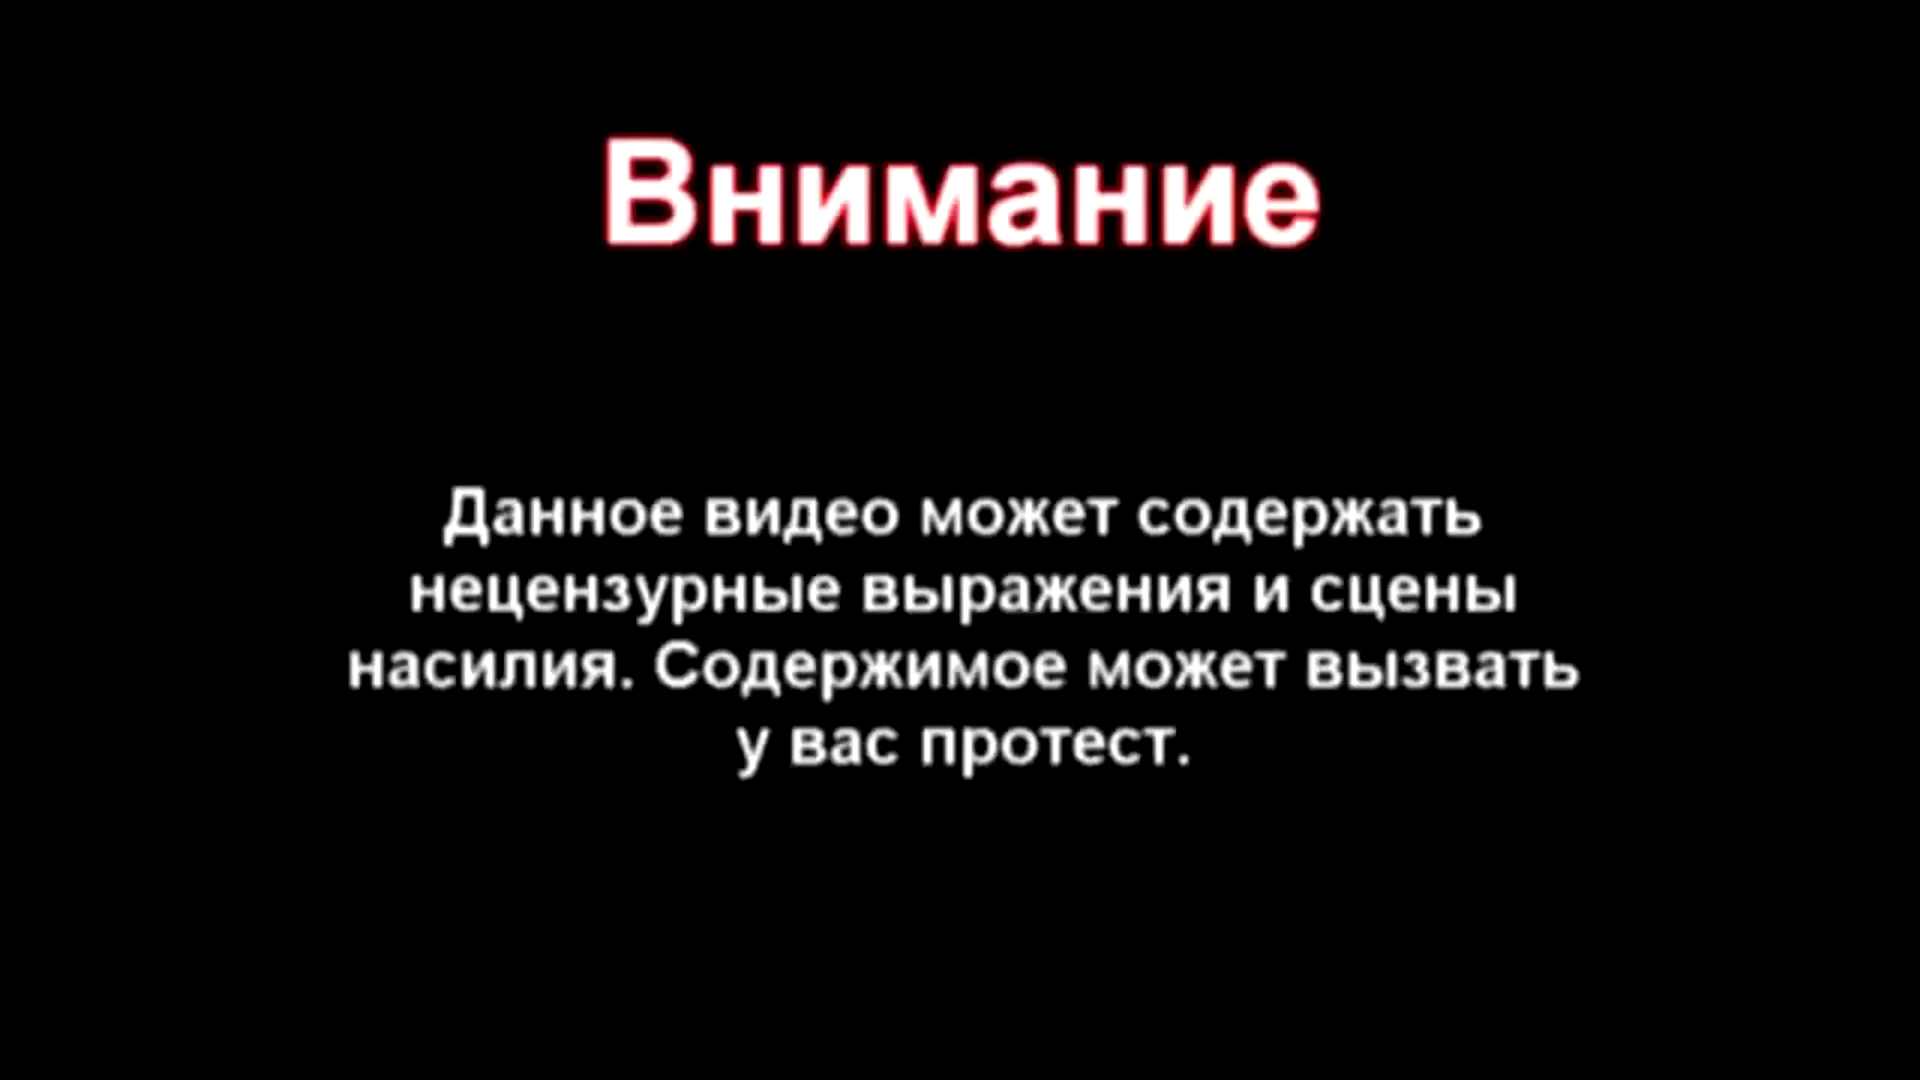 Внимание
Данное видео может содержать
нецензурные выражения и сцены
насилия. Содержимое может вызвать
у вас протест.